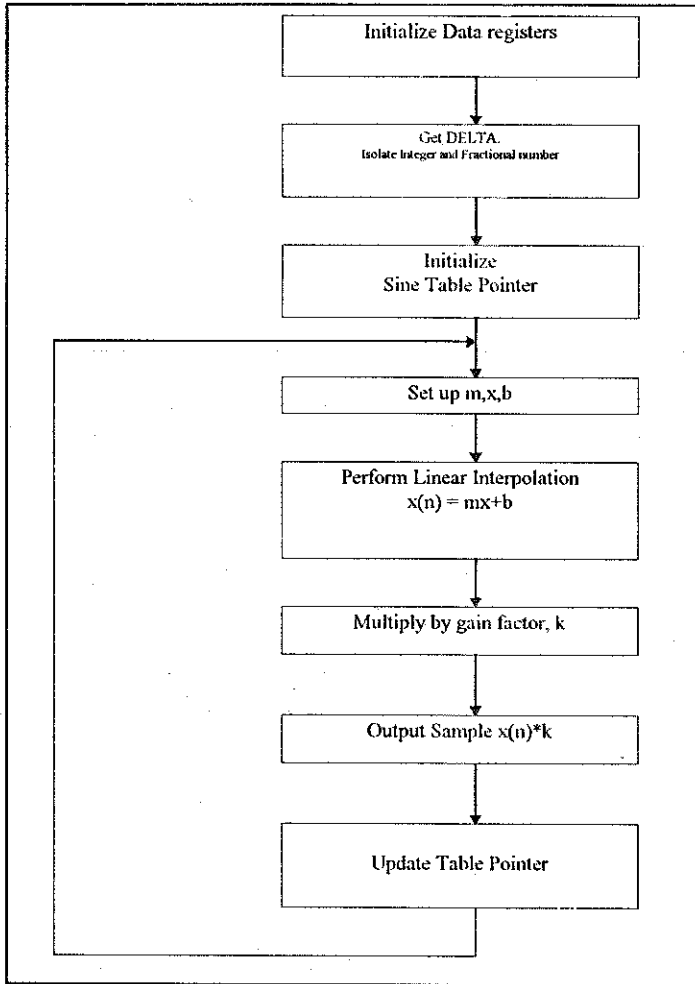 Initialize Data registers
Get DELTA.
Isolate Integer and Fractional number
Initialize
Sine Table Pointer
Set up m,x,b
Perform Linear Interpolation
x(n) = mx+b
Multiply by gain factor, k
Output Sample x(n)*k
Update Table Pointer